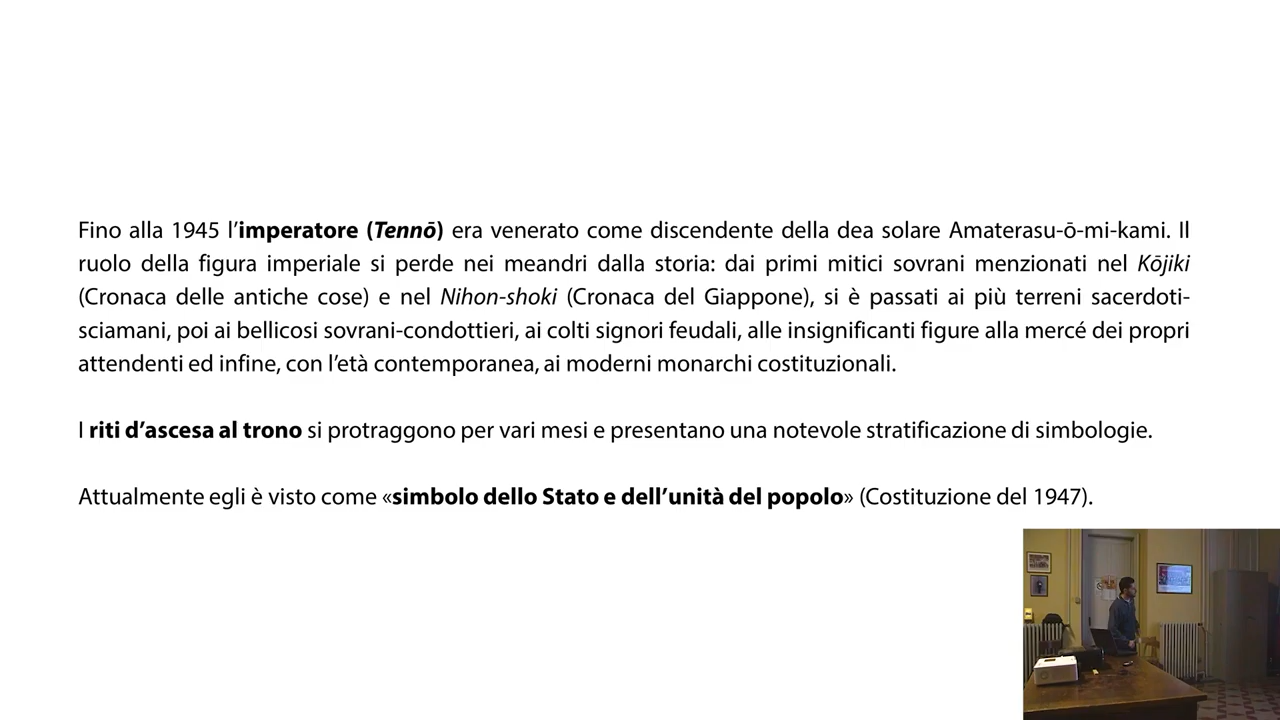 Fino alla 1945 l’imperatore (Tennō) era venerato come discendente della dea solare Amaterasu-ō-mi-kami. Il
ruolo della figura imperiale si perde nei meandri dalla storia: dai primi mitici sovrani menzionati nel Kōjiki
(Cronaca delle antiche cose) e nel Nihon-shoki (Cronaca del Giappone), si è passati ai più terreni sacerdoti-
sciamani, poi ai bellicosi sovrani-condottieri, ai colti signori feudali, alle insignificanti figure alla mercé dei propri
attendenti ed infine, con l’età contemporanea, ai moderni monarchi costituzionali.
I riti d’ascesa al trono si protraggono per vari mesi e presentano una notevole stratificazione di simbologie.
Attualmente egli è visto come «simbolo dello Stato e dell’unità del popolo» (Costituzione del 1947).